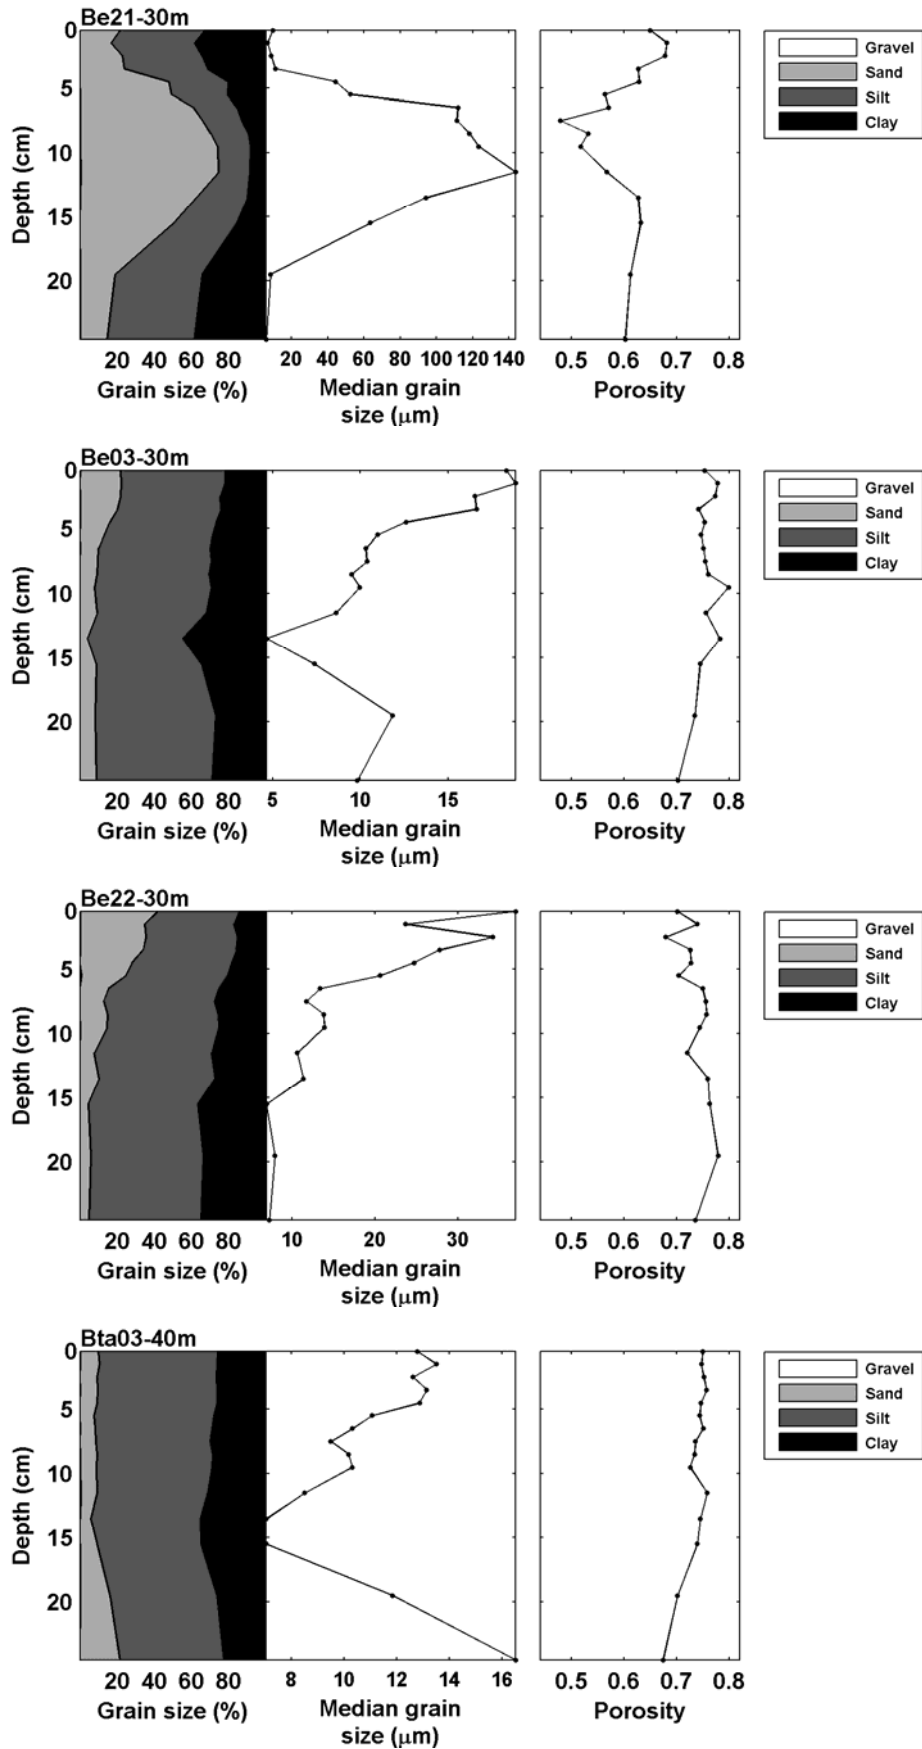 Be21-30m
0
5
10
15
20
Depth (cm)
20 40 60 80
Grain size (%)
20 40 60 80 100 120 140
Median grain
size (μm)
0.5 0.6 0.7 0.8
Porosity
Gravel
Sand
Silt
Clay
Be03-30m
0
5
10
15
20
Depth (cm)
20 40 60 80
Grain size (%)
5 10 15
Median grain
size (μm)
0.5 0.6 0.7 0.8
Porosity
Gravel
Sand
Silt
Clay
Be22-30m
0
5
10
15
20
Depth (cm)
20 40 60 80
Grain size (%)
10 20 30
Median grain
size (μm)
0.5 0.6 0.7 0.8
Porosity
Gravel
Sand
Silt
Clay
Bta03-40m
0
5
10
15
20
Depth (cm)
20 40 60 80
Grain size (%)
8 10 12 14 16
Median grain
size (μm)
0.5 0.6 0.7 0.8
Porosity
Gravel
Sand
Silt
Clay